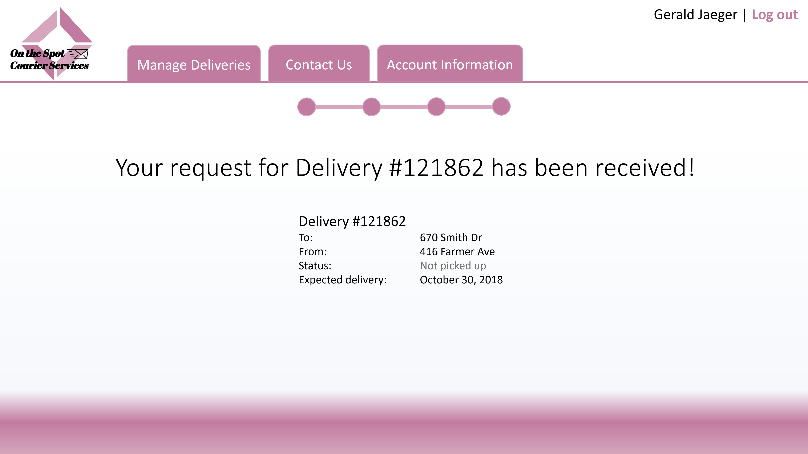 Gerald Jaeger | Log out
On the Spot
Courier Services
Manage Deliveries
Contact Us
Account Information
Your request for Delivery #121862 has been received!
Delivery #121862
To: 670 Smith Dr
From: 416 Farmer Ave
Status: Not picked up
Expected delivery: October 30, 2018